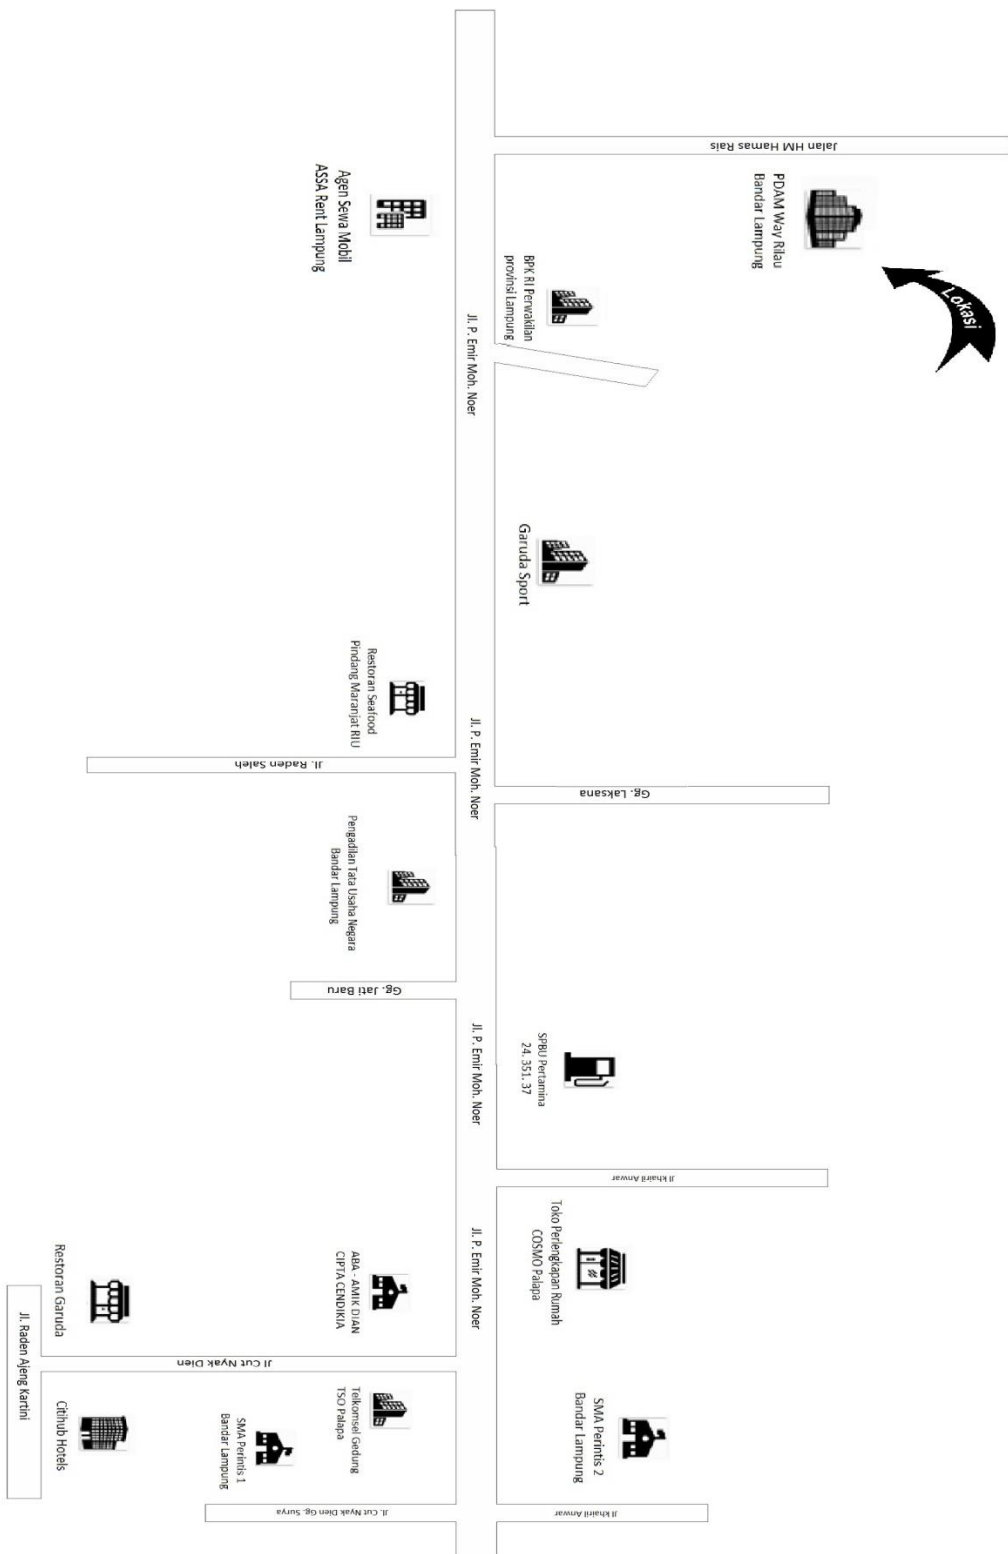 Jalan HM Hamas Rais
PDAM Way Rilau
Bandar Lampung
Lokasi
Agen Sewa Mobil
ASSA Rent Lampung
BPK RI Perwakilan
provinsi Lampung
Jl. P. Emir Moh. Noer
Garuda Sport
Restoran Seafood
Pindang Maranjat RIU
Jl. P. Emir Moh. Noer
Jl. Raden Saleh
Gg. Laksana
Pengadilan Tata Usaha Negara
Bandar Lampung
Gg. Jati Baru
Jl. P. Emir Moh. Noer
SPBU Pertamina
24. 351. 37
Jl khairil Anwar
Toko Perlengkapan Rumah
COSMO Palapa
Jl. P. Emir Moh. Noer
ABA - AMIK DIAN
CIPTA CENDIKIA
Restoran Garuda
Jl. Raden Ajeng Kartini
Jl Cut Nyak Dien
Citihub Hotels
SMA Perintis 1
Bandar Lampung
Telkomsel Gedung
TSO Palapa
SMA Perintis 2
Bandar Lampung
Jl. Cut Nyak Dien Gg. Surya
Jl khairil Anwar